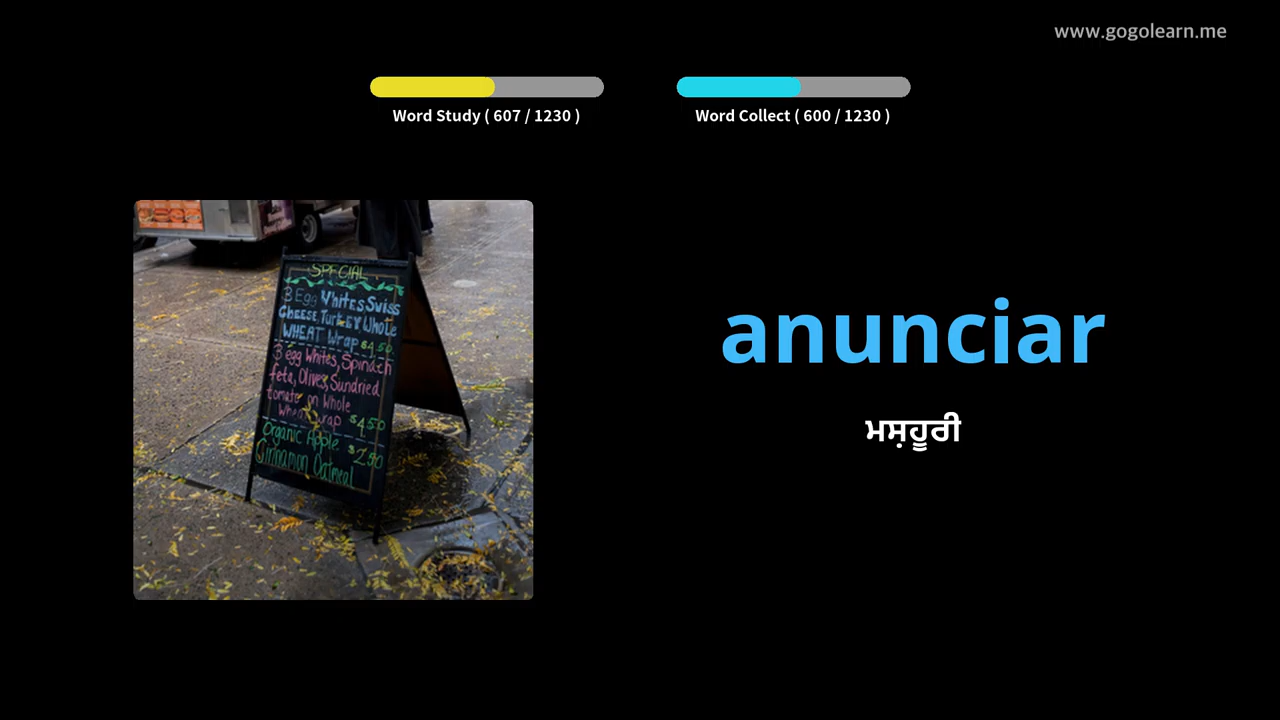 www.gogolearn.me
Word Study ( 607 / 1230 )
Word Collect ( 600 / 1230 )
SPECIAL
3 Egg Whites, Swiss
Cheese, Turkey Whole
WHEAT Wrap $4.50
3 egg Whites, Spinach
feta, Olives, Sundried
tomato on Whole
Wheat Wrap $4.50
Organic Apple
Cinnamon Oatmeal $2.50
anunciar
ਮਸ਼ਹੂਰੀ